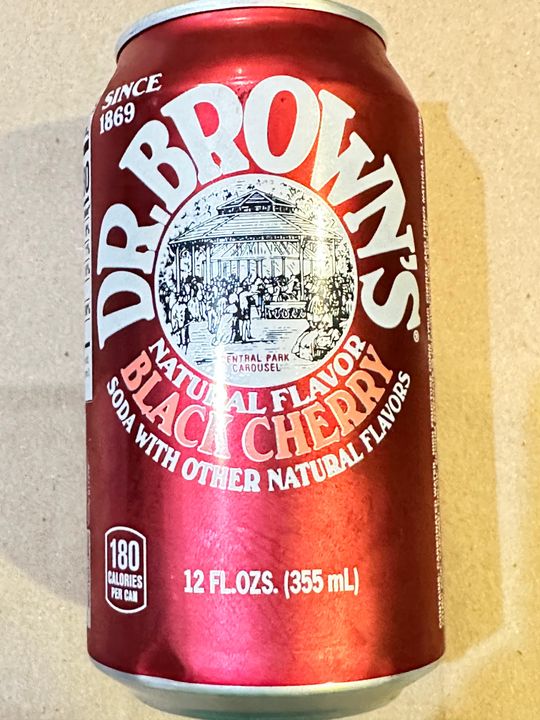 SINCE
1869
DR. BROWN'S®
CENTRAL PARK
CAROUSEL
NATURAL FLAVOR
BLACK CHERRY
SODA WITH OTHER NATURAL FLAVORS
180
CALORIES
PER CAN
12 FL.OZS. (355 mL)